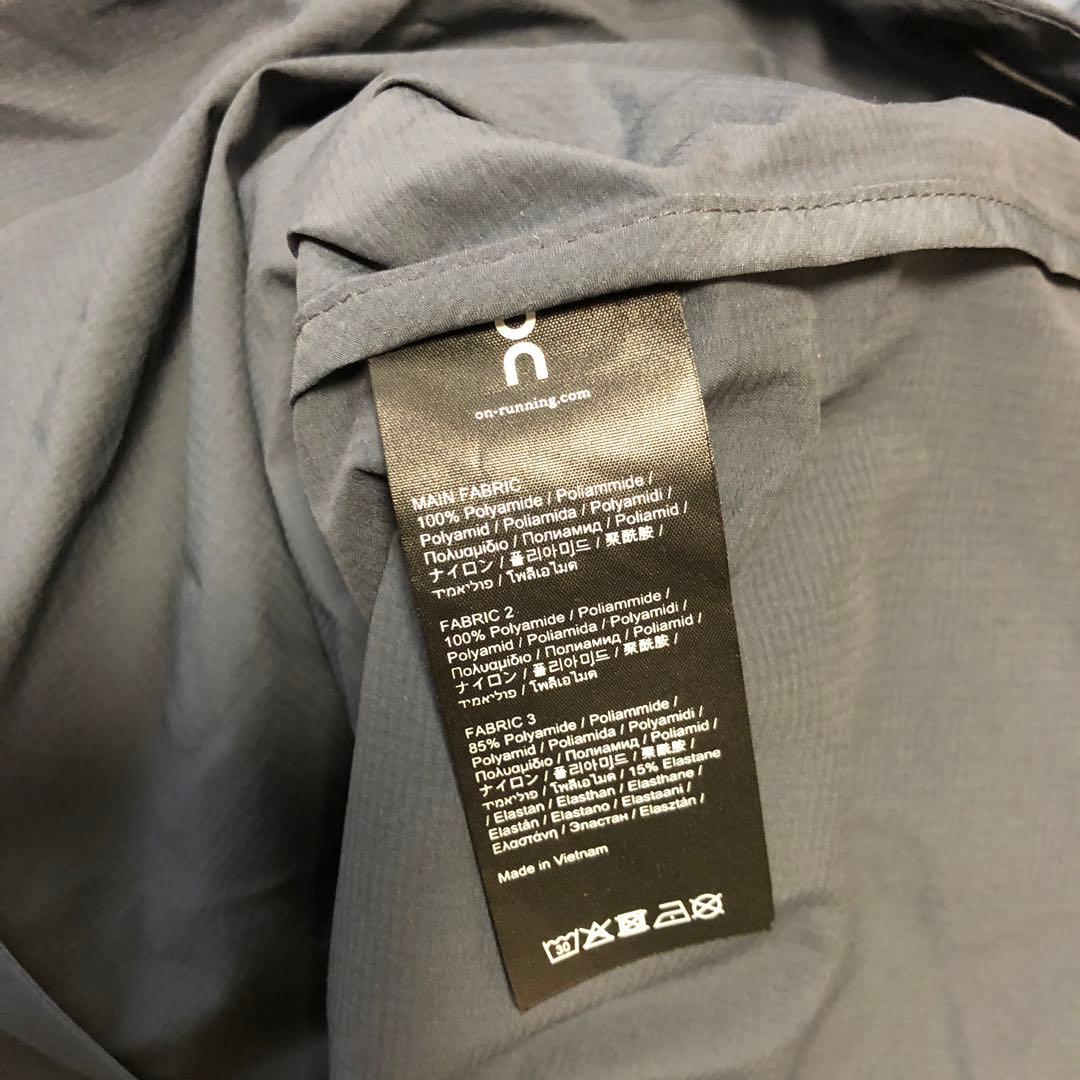 on
on-running.com
MAIN FABRIC
100% Polyamide / Poliammide /
Polyamid / Poliamida / Polyamidi /
Πολυαμίδιο / Полиамид / Poliamid /
ナイロン / 폴리아미드 / 聚酰胺 /
פוליאמיד / โพลีเอไมด
FABRIC 2
100% Polyamide / Poliammide /
Polyamid / Poliamida / Polyamidi /
Πολυαμίδιο / Полиамид / Poliamid /
ナイロン / 폴리아미드 / 聚酰胺 /
פוליאמיד / โพลีเอไมด
FABRIC 3
85% Polyamide / Poliammide /
Polyamid / Poliamida / Polyamidi /
Πολυαμίδιο / Полиамид / Poliamid /
ナイロン / 폴리아미드 / 聚酰胺 /
פוליאמיד / โพลีเอไมด / 15% Elastane
/ Elastán / Elasthan / Elasthane /
Elastán / Elastano / Elastaani /
Ελαστάνη / Эластан / Elasztán /
Made in Vietnam
30